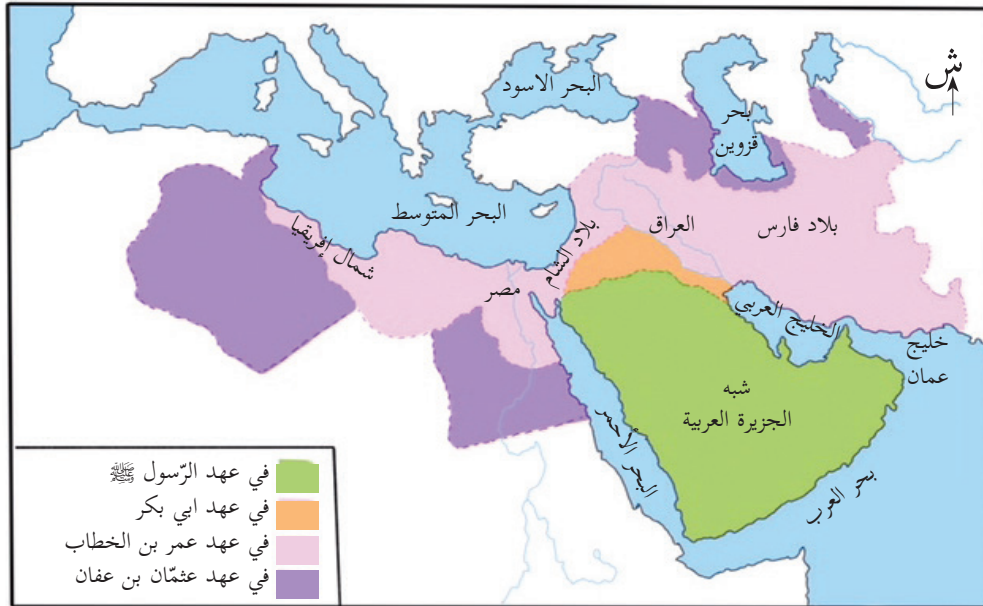 البحر الاسود
بحر
قزوين
ش
البحر المتوسط
بلاد الشام
العراق
بلاد فارس
شمال إفريقيا
مصر
الخليج العربي
خليج
عمان
شبه
الجزيرة العربية
البحر الأحمر
بحر العرب
في عهد الرّسول ﷺ
في عهد ابي بكر
في عهد عمر بن الخطاب
في عهد عثمّان بن عفان